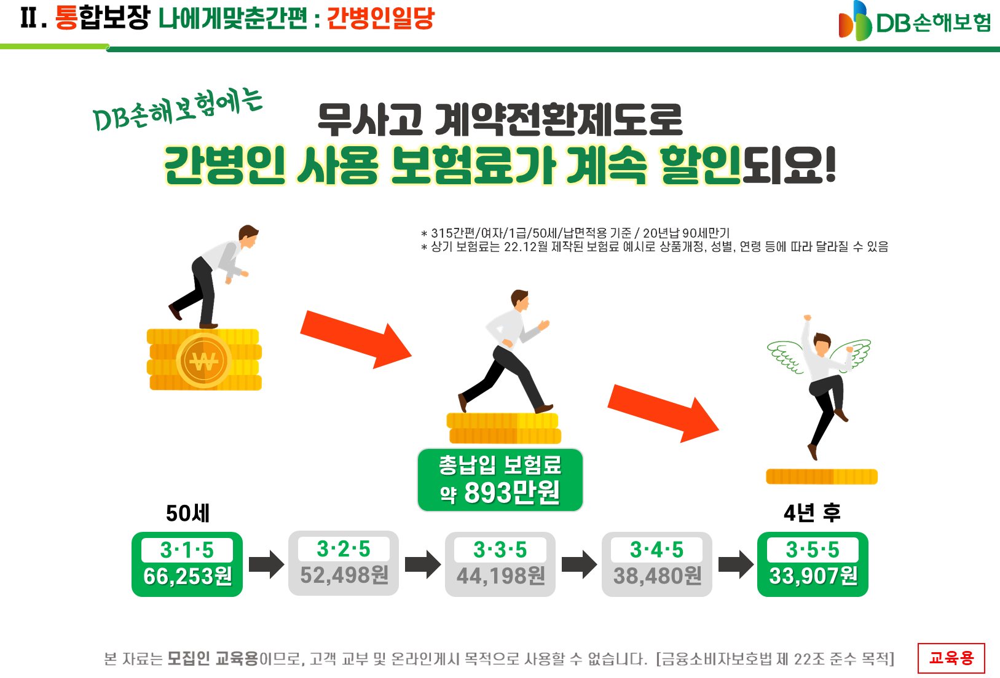 II. 통합보장 나에게맞춘간편 : 간병인일당
DB손해보험
DB손해보험에는
무사고 계약전환제도로
간병인 사용 보험료가 계속 할인되요!
* 315간편/여자/1급/50세/납면적용 기준 / 20년납 90세만기
* 상기 보험료는 22.12월 제작된 보험료 예시로 상품개정, 성별, 연령 등에 따라 달라질 수 있음
₩
총납입 보험료
약 893만원
50세
4년 후
3·1·5
66,253원
3·2·5
52,498원
3·3·5
44,198원
3·4·5
38,480원
3·5·5
33,907원
본 자료는 모집인 교육용이므로, 고객 교부 및 온라인게시 목적으로 사용할 수 없습니다. [금융소비자보호법 제 22조 준수 목적]
교육용